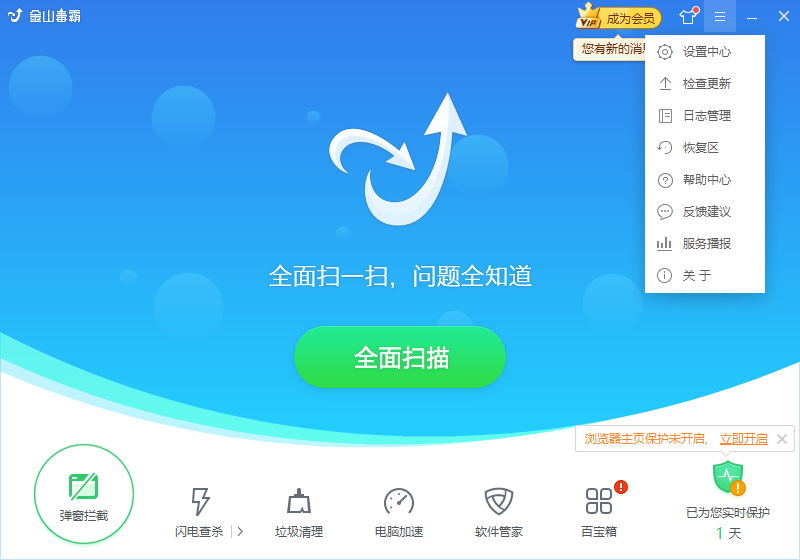 金山毒霸
VIP 成为会员
您有新的消息
设置中心
检查更新
日志管理
恢复区
帮助中心
反馈建议
服务播报
关于
全面扫一扫，问题全知道
全面扫描
浏览器主页保护未开启，立即开启
弹窗拦截
闪电查杀
垃圾清理
电脑加速
软件管家
百宝箱
已为您实时保护
1 天